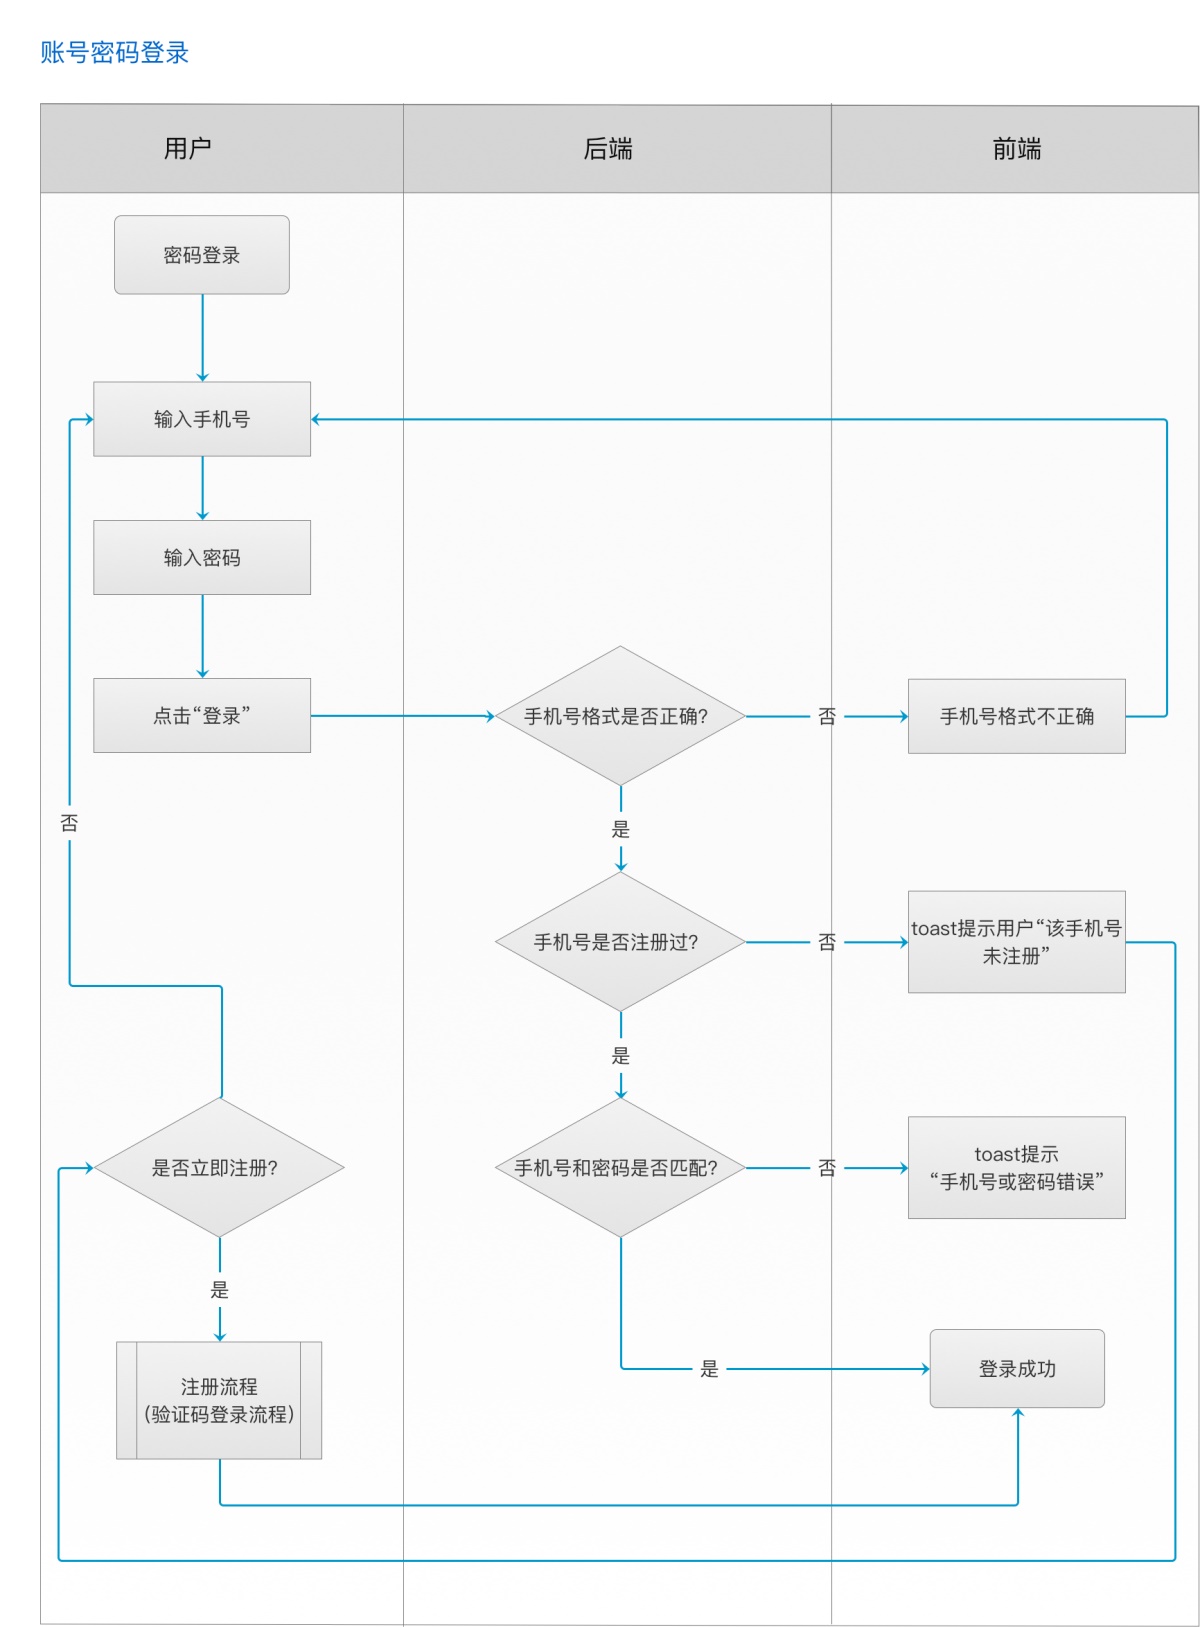 账号密码登录
用户
后端
前端
密码登录
输入手机号
输入密码
点击“登录”
手机号格式是否正确?
否
手机号格式不正确
否
是
手机号是否注册过?
否
toast提示用户“该手机号
未注册”
是
是否立即注册?
手机号和密码是否匹配?
否
toast提示
“手机号或密码错误”
是
是
登录成功
注册流程
(验证码登录流程)